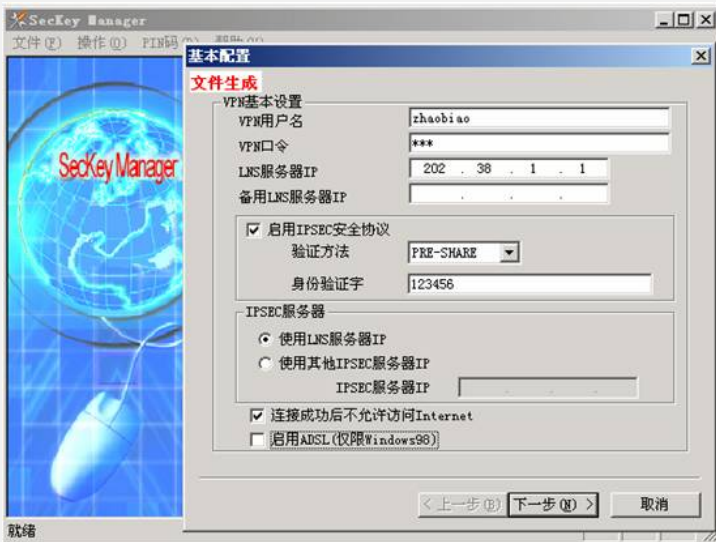 SecKey Manager
文件(F) 操作(O) PIN码
基本配置
文件生成
SecKey Manager
VPN基本设置
VPN用户名 zhaobiao
VPN口令 ***
LNS服务器IP 202 . 38 . 1 . 1
备用LNS服务器IP . . .
启用IPSEC安全协议
验证方法 PRE-SHARE
身份验证字 123456
IPSEC服务器
使用LNS服务器IP
使用其他IPSEC服务器IP
IPSEC服务器IP . . .
连接成功后不允许访问Internet
启用ADSL(仅限Windows98)
< 上一步(B) 下一步(N) > 取消
就绪